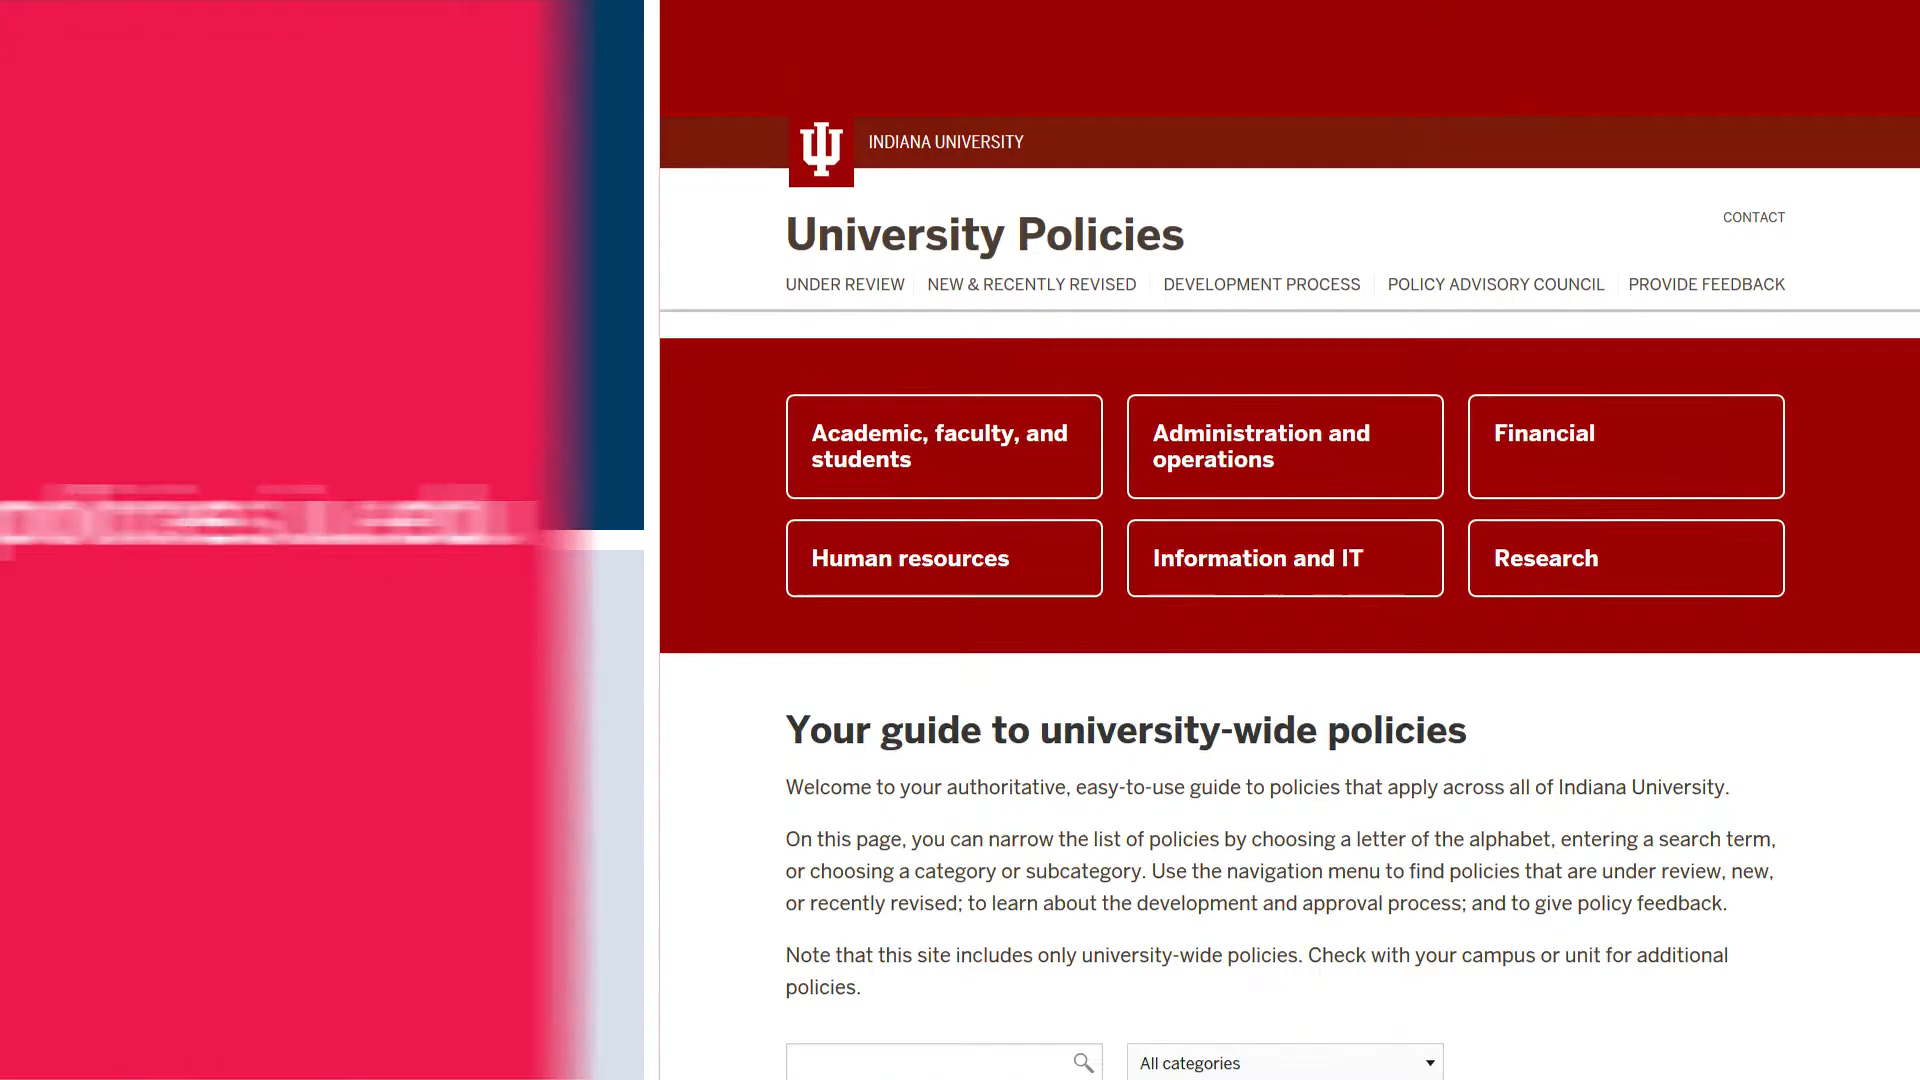 INDIANA UNIVERSITY
University Policies
CONTACT
UNDER REVIEW
NEW & RECENTLY REVISED
DEVELOPMENT PROCESS
POLICY ADVISORY COUNCIL
PROVIDE FEEDBACK
Academic, faculty, and
students
Administration and
operations
Financial
Human resources
Information and IT
Research
Your guide to university-wide policies
Welcome to your authoritative, easy-to-use guide to policies that apply across all of Indiana University.
On this page, you can narrow the list of policies by choosing a letter of the alphabet, entering a search term,
or choosing a category or subcategory. Use the navigation menu to find policies that are under review, new,
or recently revised; to learn about the development and approval process; and to give policy feedback.
Note that this site includes only university-wide policies. Check with your campus or unit for additional
policies.
All categories